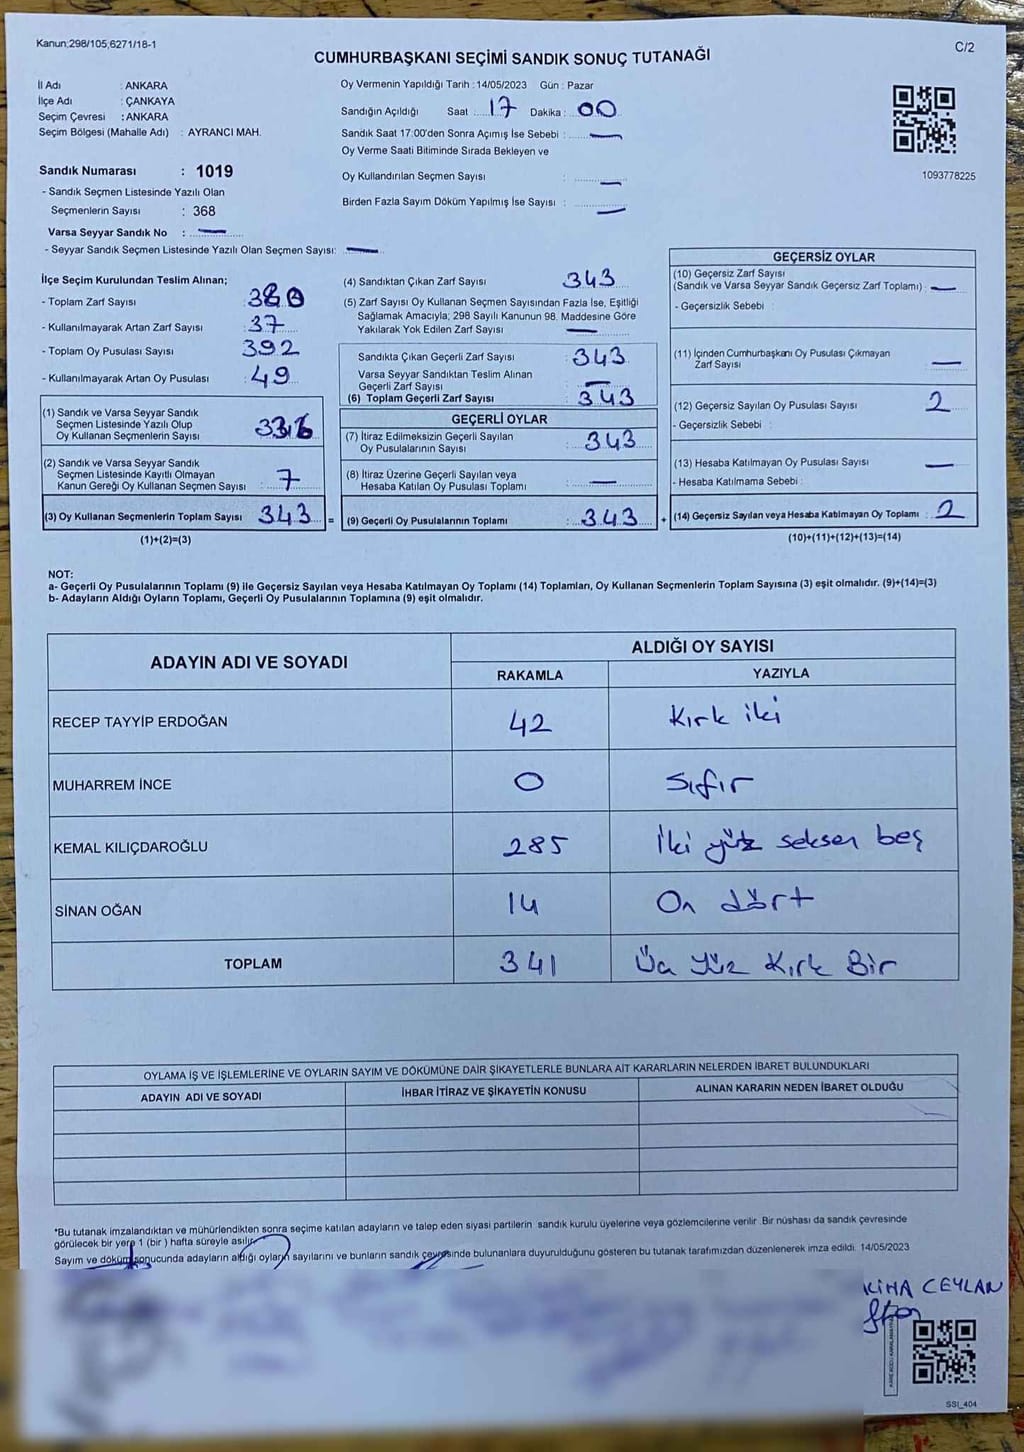 Kanun;298/105,6271/18-1
C/2
CUMHURBAŞKANI SEÇİMİ SANDIK SONUÇ TUTANAĞI
İl Adı : ANKARA
İlçe Adı : ÇANKAYA
Seçim Çevresi : ANKARA
Seçim Bölgesi (Mahalle Adı) : AYRANCI MAH.
Sandık Numarası : 1019
- Sandık Seçmen Listesinde Yazılı Olan
Seçmenlerin Sayısı : 368
Varsa Seyyar Sandık No : —
- Seyyar Sandık Seçmen Listesinde Yazılı Olan Seçmen Sayısı: —
Oy Vermenin Yapıldığı Tarih : 14/05/2023 Gün : Pazar
Sandığın Açıldığı Saat : 17 Dakika : 00
Sandık Saat 17.00'den Sonra Açımış İse Sebebi : —
Oy Verme Saati Bitiminde Sırada Bekleyen ve
Oy Kullandırılan Seçmen Sayısı : —
Birden Fazla Sayım Döküm Yapılmış İse Sayısı : —
1093778225
İlçe Seçim Kurulundan Teslim Alınan;
- Toplam Zarf Sayısı : 380
- Kullanılmayarak Artan Zarf Sayısı : 37
- Toplam Oy Pusulası Sayısı : 392
- Kullanılmayarak Artan Oy Pusulası : 49
(1) Sandık ve Varsa Seyyar Sandık
Seçmen Listesinde Yazılı Olup
Oy Kullanan Seçmenlerin Sayısı : 336
(2) Sandık ve Varsa Seyyar Sandık
Seçmen Listesinde Kayıtlı Olmayan
Kanun Gereği Oy Kullanan Seçmen Sayısı : 7
(3) Oy Kullanan Seçmenlerin Toplam Sayısı : 343 =
(1)+(2)=(3)
(4) Sandıktan Çıkan Zarf Sayısı : 343
(5) Zarf Sayısı Oy Kullanan Seçmen Sayısından Fazla İse, Eşitliği
Sağlamak Amacıyla; 298 Sayılı Kanunun 98. Maddesine Göre
Yakılarak Yok Edilen Zarf Sayısı : —
Sandıkta Çıkan Geçerli Zarf Sayısı : 343
Varsa Seyyar Sandıktan Teslim Alınan
Geçerli Zarf Sayısı : —
(6) Toplam Geçerli Zarf Sayısı : 343
GEÇERLİ OYLAR
(7) İtiraz Edilmeksizin Geçerli Sayılan
Oy Pusulalarının Sayısı : 343
(8) İtiraz Üzerine Geçerli Sayılan veya
Hesaba Katılan Oy Pusulası Toplamı : —
(9) Geçerli Oy Pusulalarının Toplamı : 343 +
GEÇERSİZ OYLAR
(10) Geçersiz Zarf Sayısı
(Sandık ve Varsa Seyyar Sandık Geçersiz Zarf Toplamı) : —
- Geçersizlik Sebebi :
(11) İçinden Cumhurbaşkanı Oy Pusulası Çıkmayan
Zarf Sayısı —
(12) Geçersiz Sayılan Oy Pusulası Sayısı : 2
- Geçersizlik Sebebi :
(13) Hesaba Katılmayan Oy Pusulası Sayısı : —
- Hesaba Katılmama Sebebi :
(14) Geçersiz Sayılan veya Hesaba Katılmayan Oy Toplamı : 2
(10)+(11)+(12)+(13)=(14)
NOT:
a- Geçerli Oy Pusulalarının Toplamı (9) ile Geçersiz Sayılan veya Hesaba Katılmayan Oy Toplamı (14) Toplamları, Oy Kullanan Seçmenlerin Toplam Sayısına (3) eşit olmalıdır. (9)+(14)=(3)
b- Adayların Aldığı Oyların Toplamı, Geçerli Oy Pusulalarının Toplamına (9) eşit olmalıdır.
ADAYIN ADI VE SOYADI ALDIĞI OY SAYISI
RAKAMLA YAZIYLA
RECEP TAYYİP ERDOĞAN 42 Kırk iki
MUHARREM İNCE 0 Sıfır
KEMAL KILIÇDAROĞLU 285 İki yüz seksen beş
SİNAN OĞAN 14 On dört
TOPLAM 341 Üç Yüz Kırk Bir
OYLAMA İŞ VE İŞLEMLERİNE VE OYLARIN SAYIM VE DÖKÜMÜNE DAİR ŞİKAYETLERLE BUNLARA AİT KARARLARIN NELERDEN İBARET BULUNDUKLARI
ADAYIN ADI VE SOYADI İHBAR İTİRAZ VE ŞİKAYETİN KONUSU ALINAN KARARIN NEDEN İBARET OLDUĞU
*Bu tutanak imzalandıktan ve mühürlendikten sonra seçime katılan adayların ve talep eden siyasi partilerin sandık kurulu üyelerine veya gözlemcilerine verilir. Bir nüshası da sandık çevresinde
görülecek bir yere 1 (bir ) hafta süreyle asılır.
Sayım ve döküm sonucunda adayların aldığı oyların sayılarını ve bunların sandık çevresinde bulunanlara duyurulduğunu gösteren bu tutanak tarafımızdan düzenlenerek imza edildi. 14/05/2023
CEYLAN
SSI_404